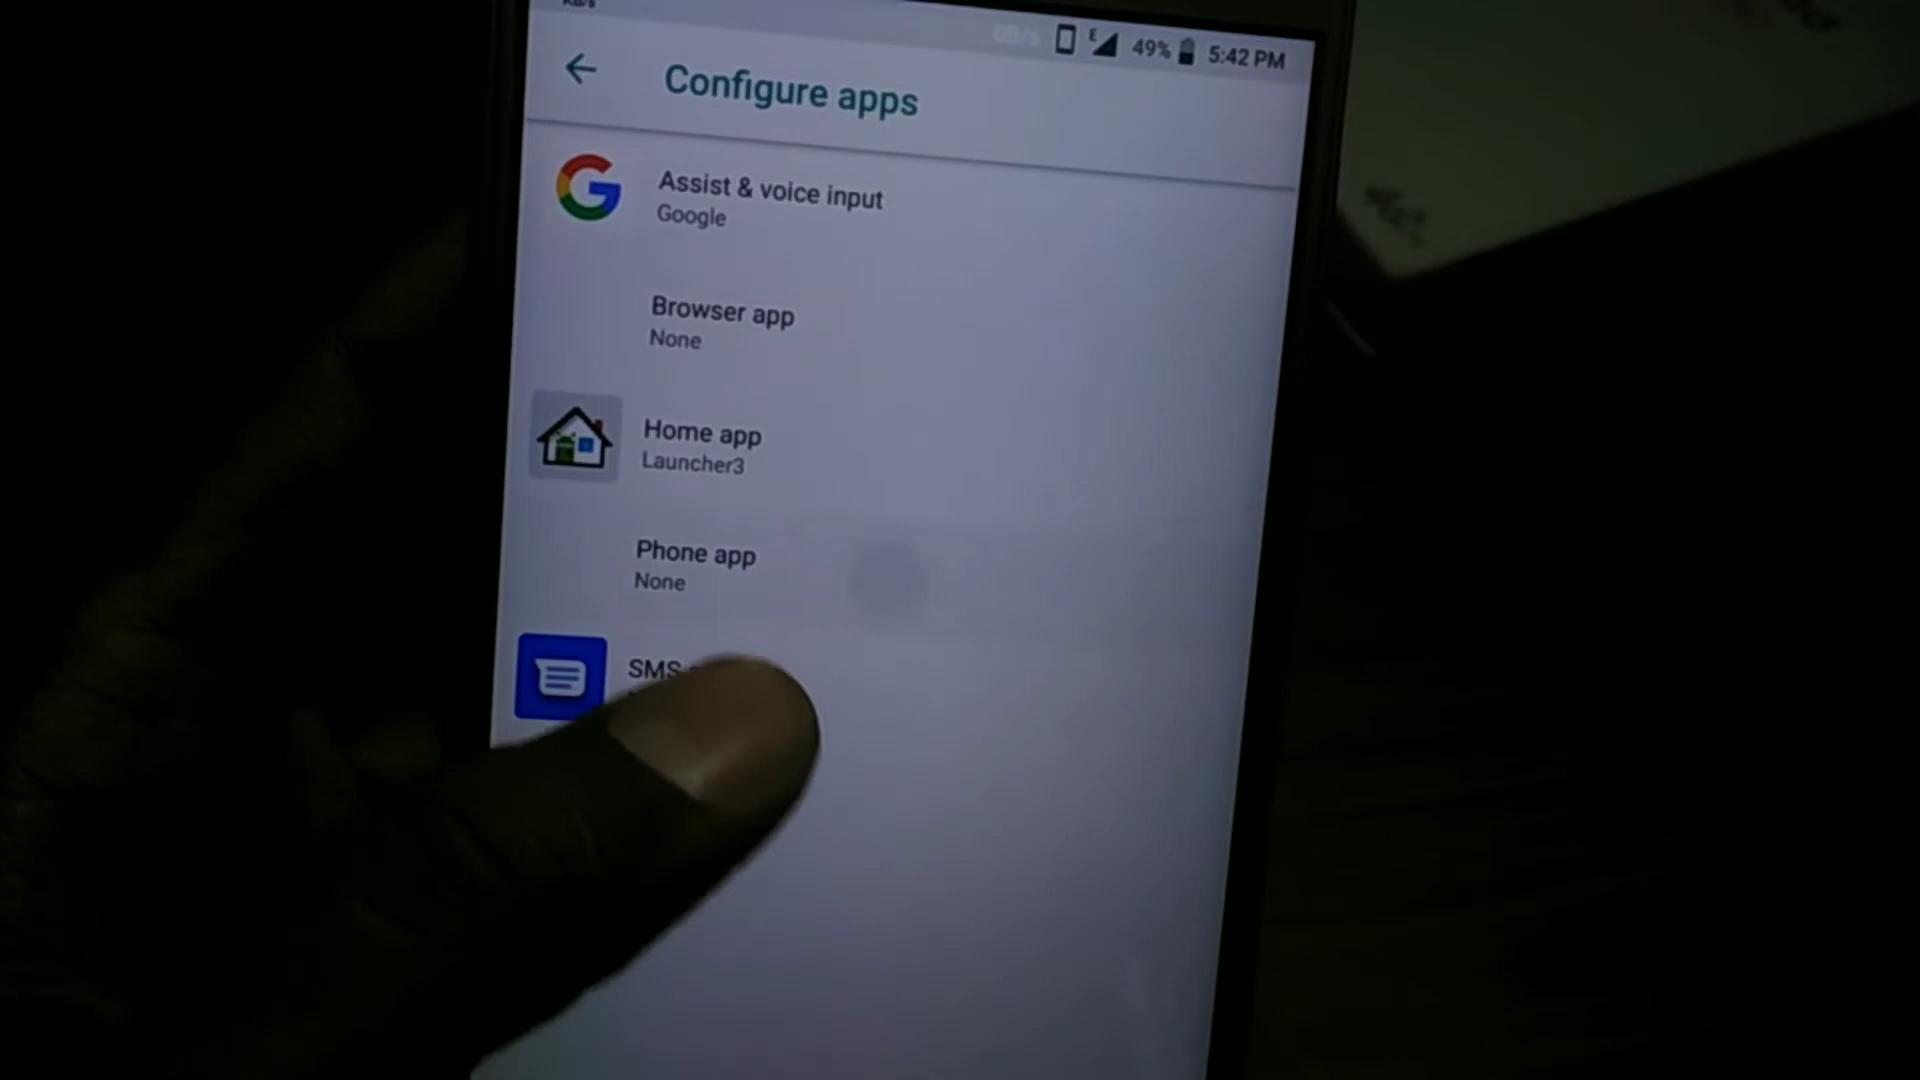 49% 5:42 PM
Configure apps
Assist & voice input
Google
Browser app
None
Home app
Launcher3
Phone app
None
SMS